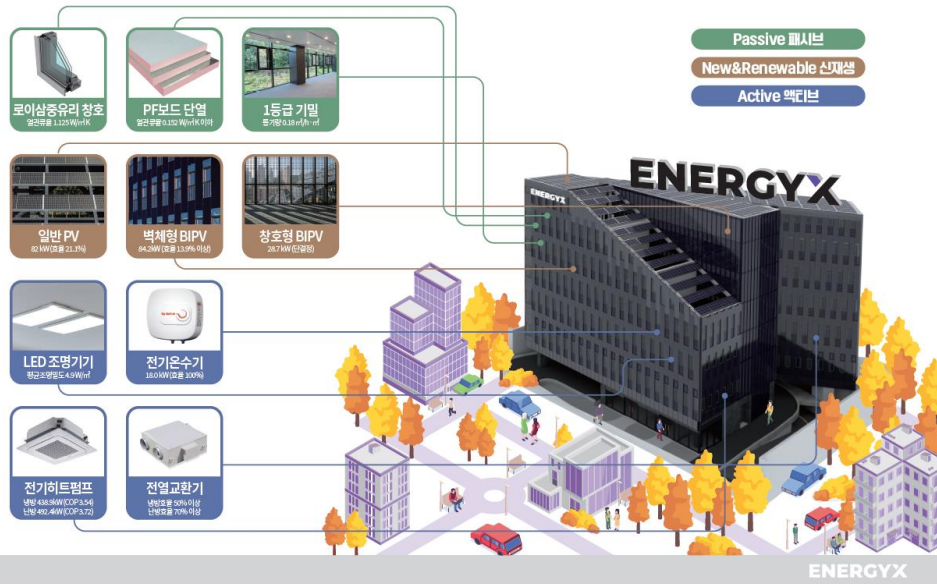 Passive 패시브
New&Renewable 신재생
Active 액티브
로이삼중유리 창호
열관류율 1.125 W/㎡K
PF보드 단열
열관류율 0.152 W/㎡K 이하
1등급 기밀
통기량 0.18 ㎥/h·㎡
일반 PV
82 kW (효율 21.1%)
벽체형 BIPV
84.2kW (효율 13.9% 이상)
창호형 BIPV
28.7 kW (단결정)
LED 조명기기
평균조명밀도 4.9 W/㎡
전기온수기
18.0 kW (효율 100%)
전기히트펌프
냉방 438.9kW (COP 3.54)
난방 492.4kW (COP 3.72)
전열교환기
냉방효율 50% 이상
난방효율 70% 이상
ENERGYX
ENERGYX
ENERGYX